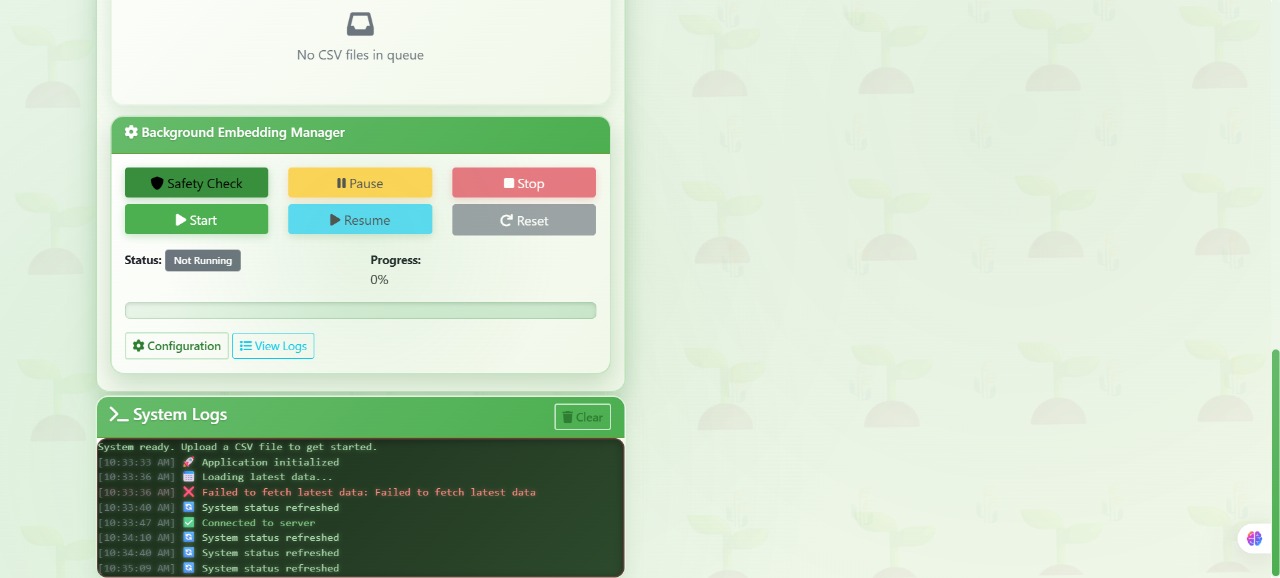 No CSV files in queue
Background Embedding Manager
Safety Check
Pause
Stop
Start
Resume
Reset
Status: Not Running
Progress:
0%
Configuration
View Logs
System Logs
Clear
System ready. Upload a CSV file to get started.
[10:33:33 AM] 🚀 Application initialized
[10:33:36 AM] 📅 Loading latest data...
[10:33:36 AM] ❌ Failed to fetch latest data: Failed to fetch latest data
[10:33:40 AM] 🔄 System status refreshed
[10:33:47 AM] ✅ Connected to server
[10:34:10 AM] 🔄 System status refreshed
[10:34:40 AM] 🔄 System status refreshed
[10:35:09 AM] 🔄 System status refreshed